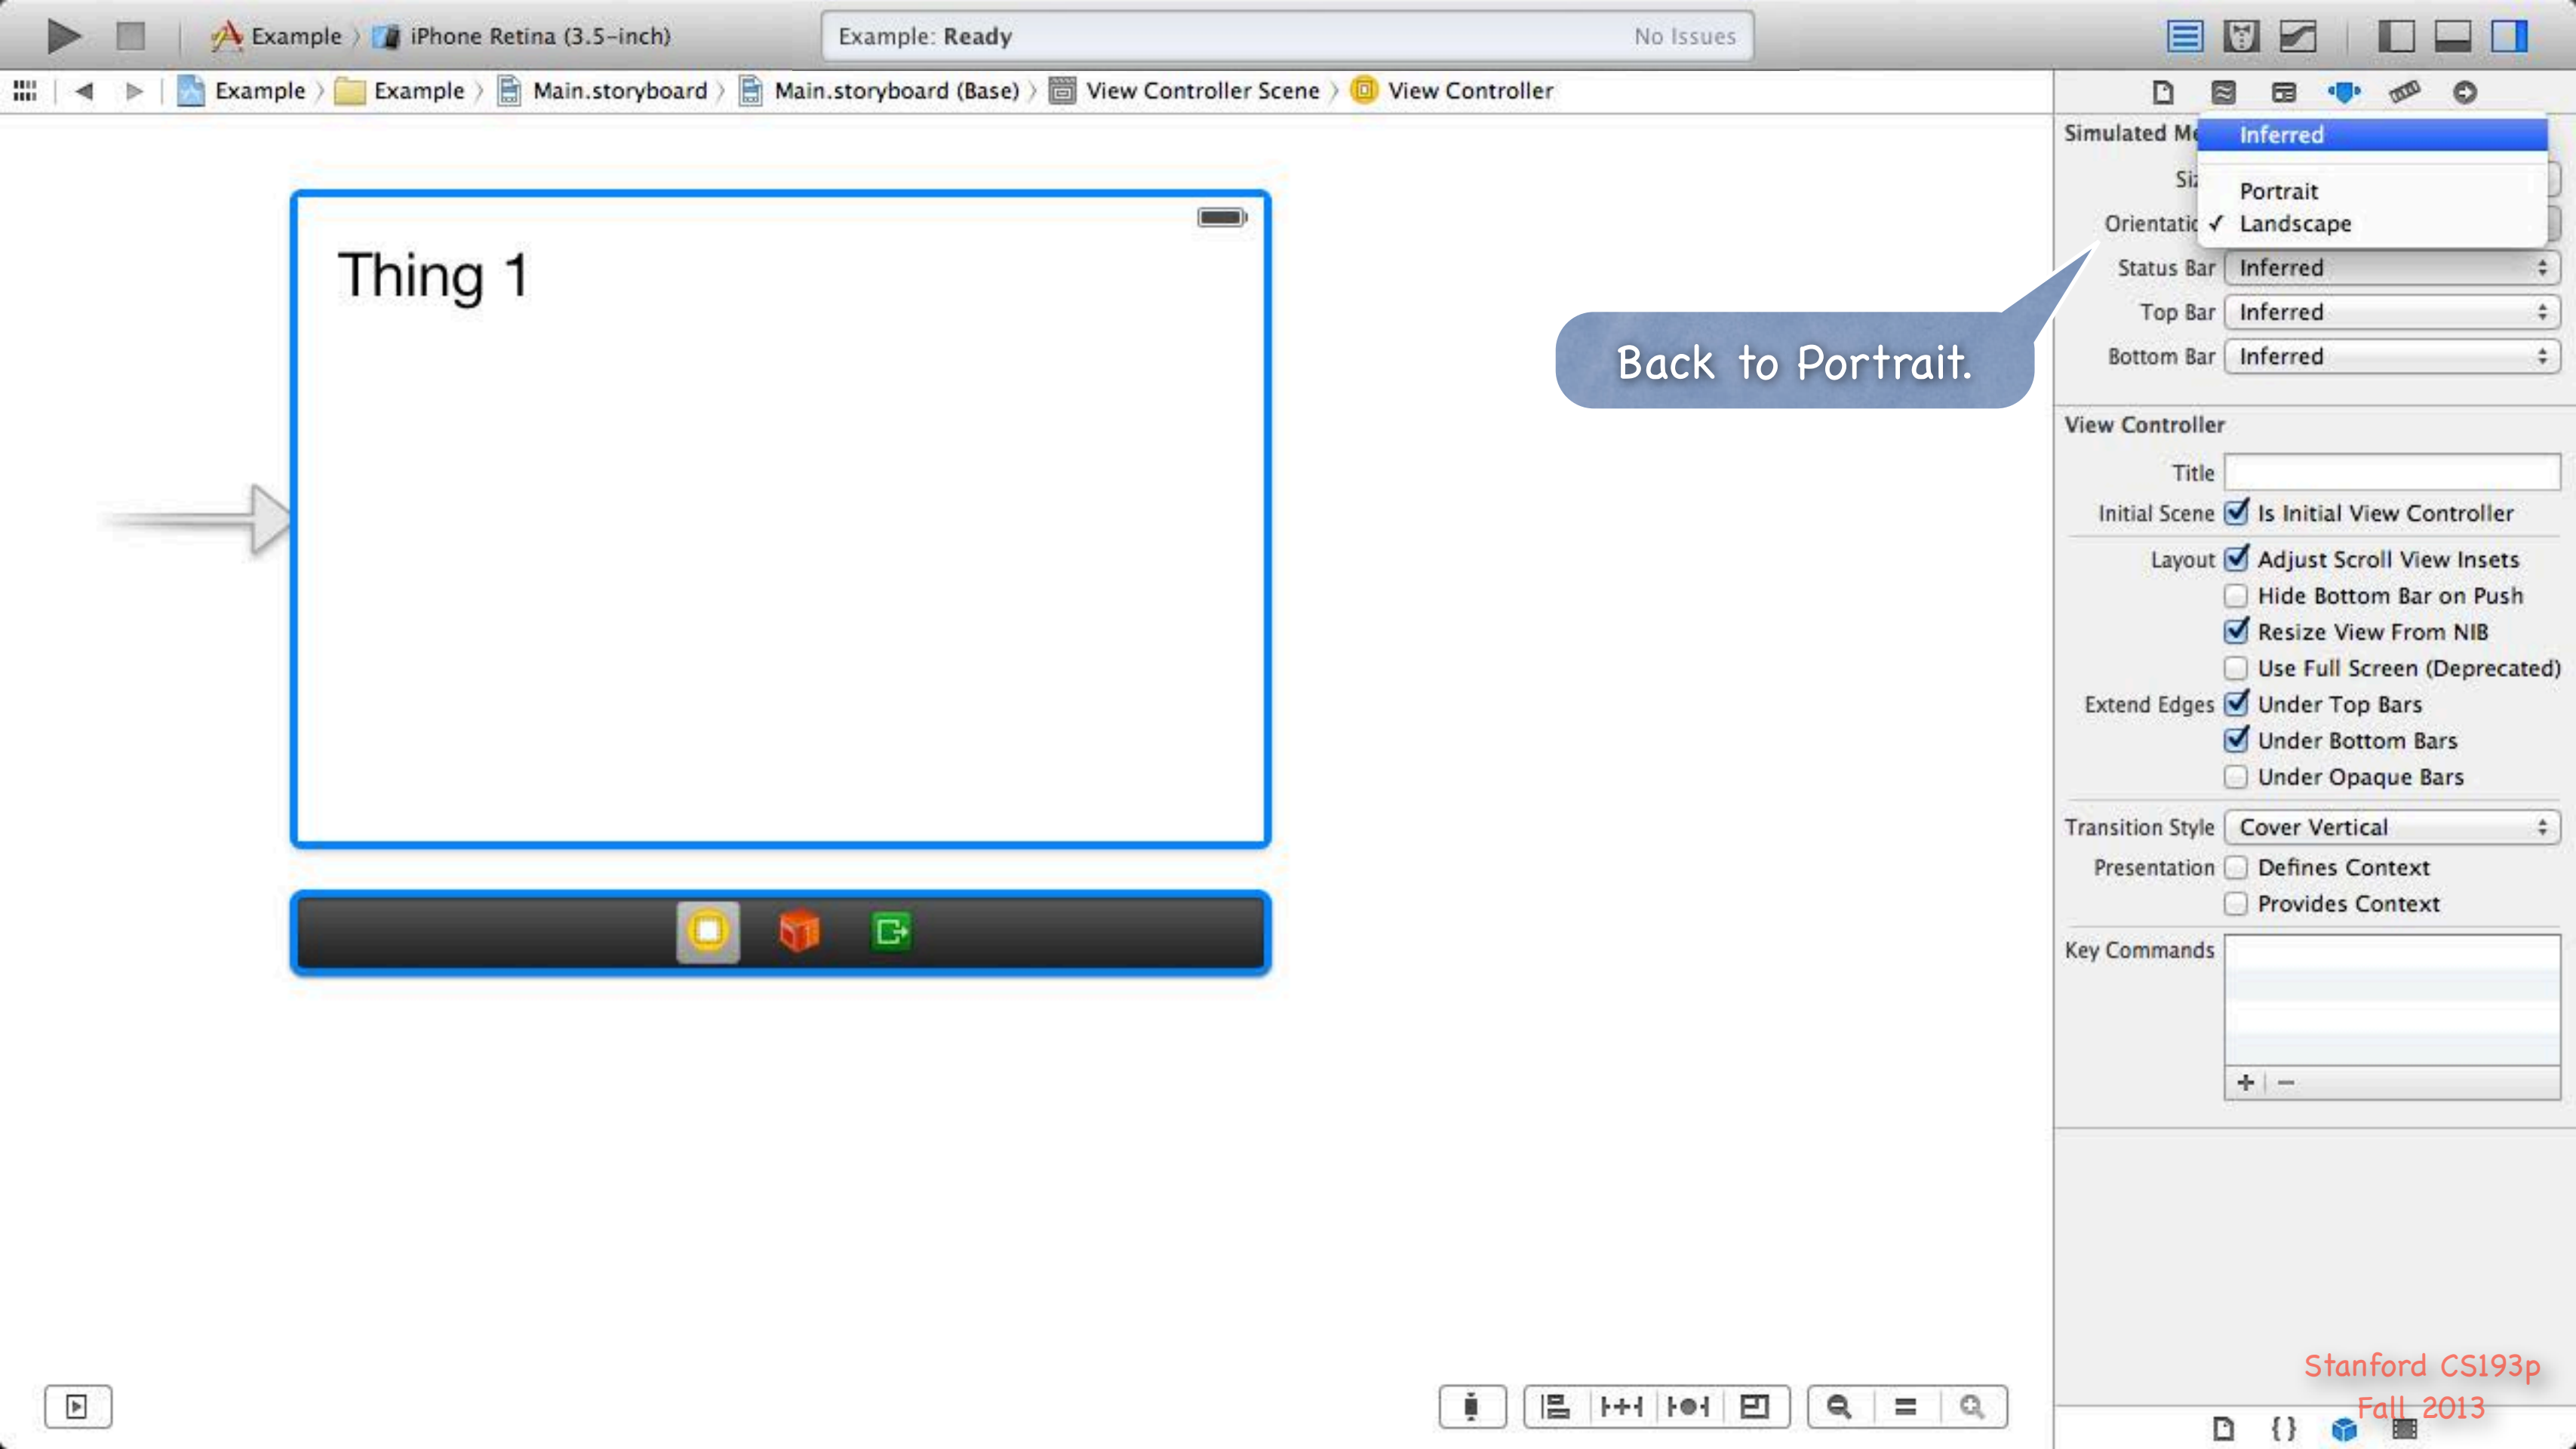 Example
iPhone Retina (3.5-inch)
Example: Ready
No Issues
Example
Example
Main.storyboard
Main.storyboard (Base)
View Controller Scene
View Controller
Thing 1
Back to Portrait.
Simulated
Inferred
Portrait
✓ Landscape
Status Bar Inferred
Top Bar Inferred
Bottom Bar Inferred
View Controller
Title
Initial Scene Is Initial View Controller
Layout Adjust Scroll View Insets
Hide Bottom Bar on Push
Resize View From NIB
Use Full Screen (Deprecated)
Extend Edges Under Top Bars
Under Bottom Bars
Under Opaque Bars
Transition Style Cover Vertical
Presentation Defines Context
Provides Context
Key Commands
Stanford CS193p
Fall 2013